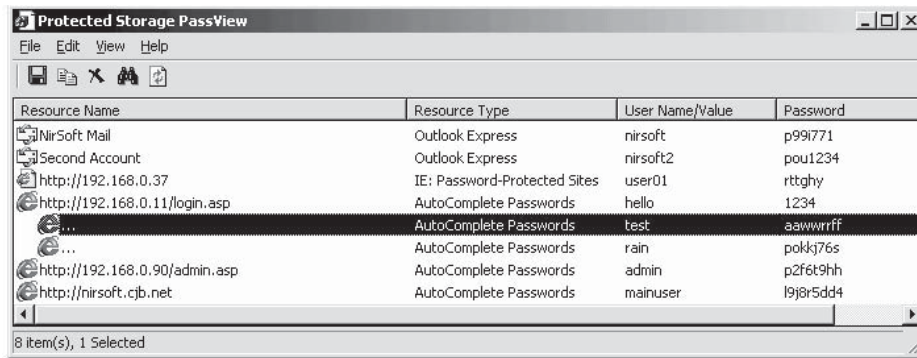 Protected Storage PassView
File Edit View Help
Resource Name Resource Type User Name/Value Password
NirSoft Mail Outlook Express nirsoft p99i771
Second Account Outlook Express nirsoft2 pou1234
http://192.168.0.37 IE: Password-Protected Sites user01 rttghy
http://192.168.0.11/login.asp AutoComplete Passwords hello 1234
... AutoComplete Passwords test aawwrrff
... AutoComplete Passwords rain pokkj76s
http://192.168.0.90/admin.asp AutoComplete Passwords admin p2f6t9hh
http://nirsoft.cjb.net AutoComplete Passwords mainuser l9j8r5dd4
8 item(s), 1 Selected